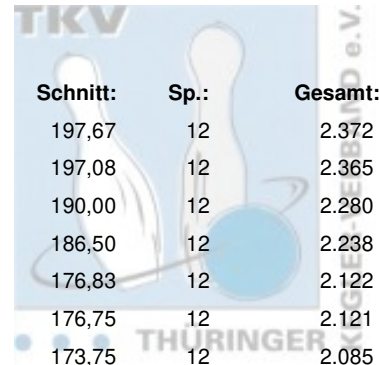 TKV
Schnitt: Sp.: Gesamt:
197,67 12 2.372
197,08 12 2.365
190,00 12 2.280
186,50 12 2.238
176,83 12 2.122
176,75 12 2.121
173,75 12 2.085
THÜRINGER
KEGLER-VERBAND e.V.